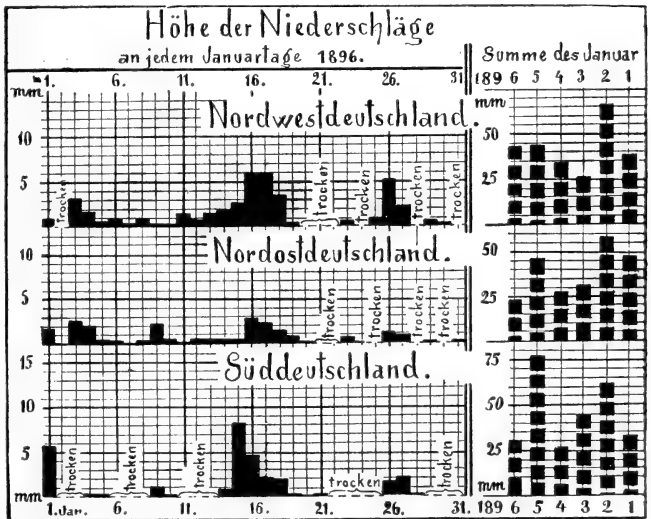 Höhe der Niederschläge
an jedem Januartage 1896.
Summe des Januar
1. 6. 11. 16. 21. 26. 31.
189 6 5 4 3 2 1
mm
10
5
Nordwestdeutschland.
trocken
trocken
trocken
trocken
trocken
mm
50
25
10
5
Nordostdeutschland.
trocken
trocken
trocken
trocken
50
25
15
10
5
mm
Süddeutschland.
trocken
trocken
trocken
trocken
trocken
75
50
25
mm
1. Jan. 6. 11. 16. 21. 26. 31.
189 6 5 4 3 2 1